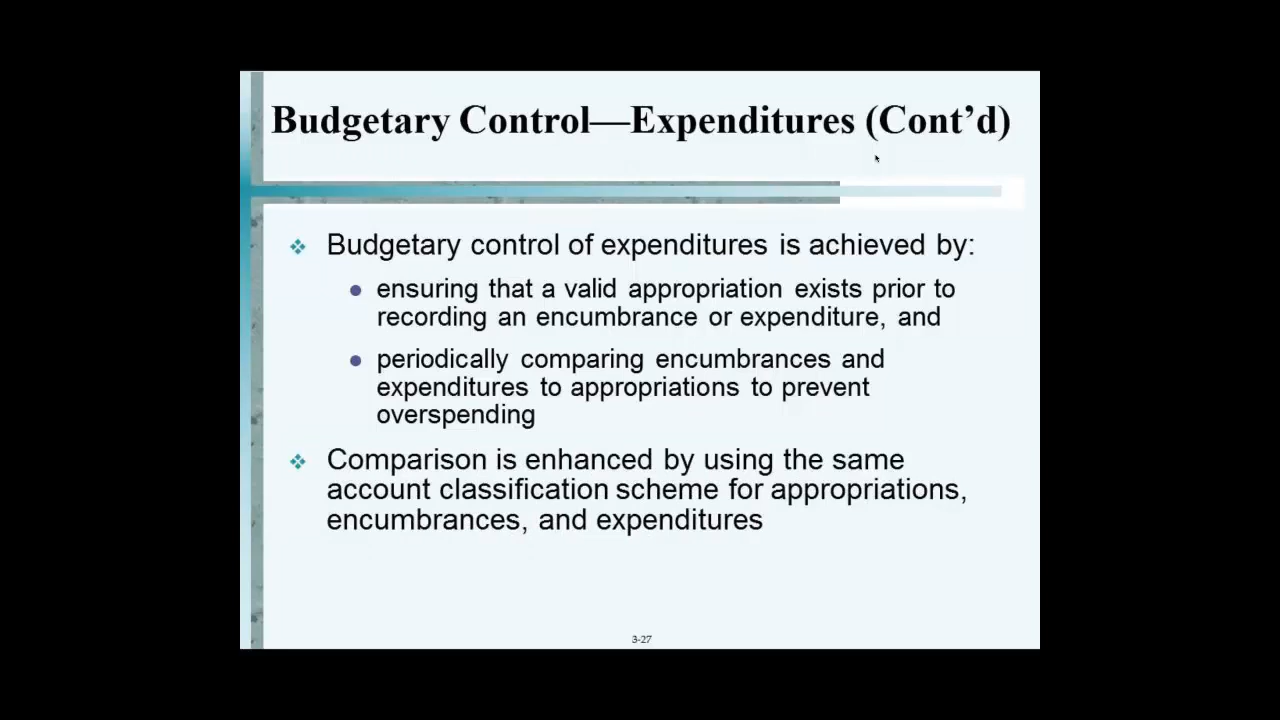 Budgetary Control—Expenditures (Cont’d)
Budgetary control of expenditures is achieved by:
ensuring that a valid appropriation exists prior to
recording an encumbrance or expenditure, and
periodically comparing encumbrances and
expenditures to appropriations to prevent
overspending
Comparison is enhanced by using the same
account classification scheme for appropriations,
encumbrances, and expenditures
3-27